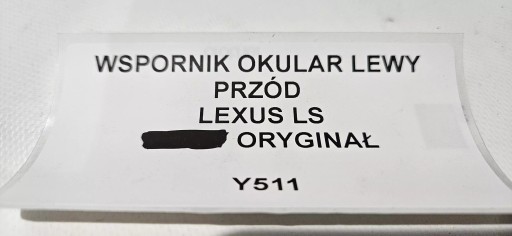 WSPORNIK OKULAR LEWY
PRZÓD
LEXUS LS
ORYGINAŁ
Y511